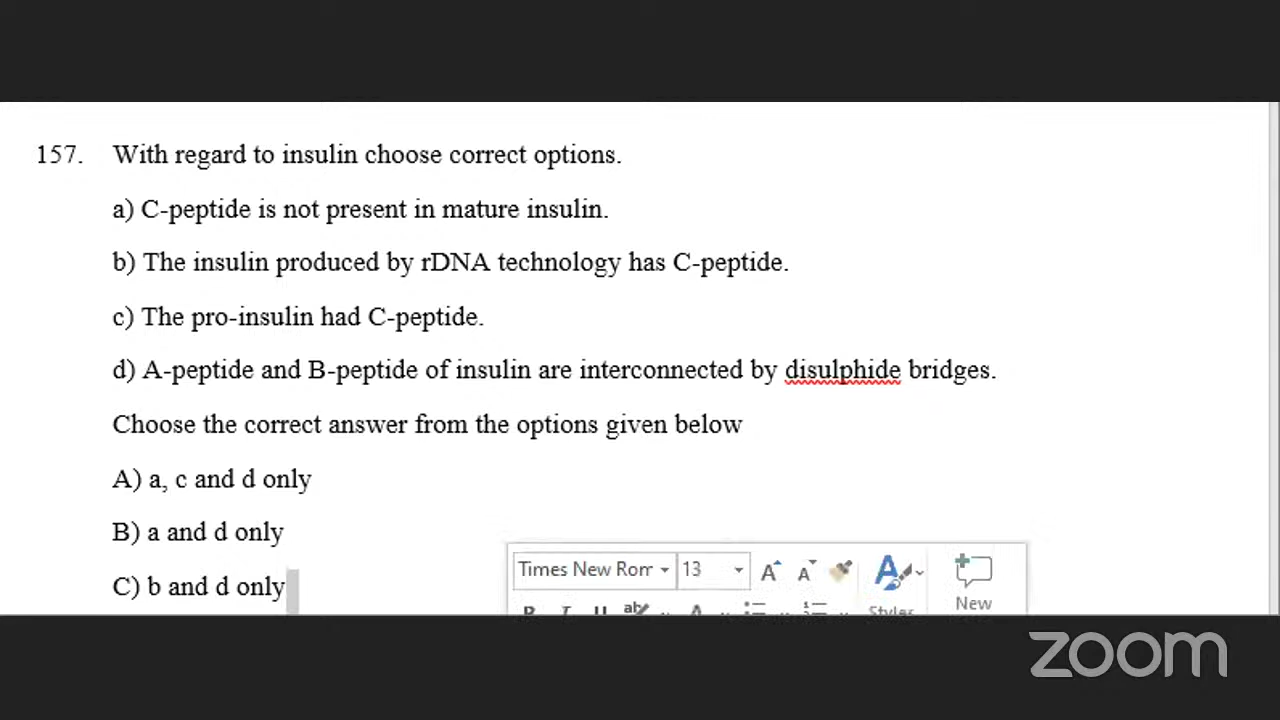 157. With regard to insulin choose correct options.
a) C-peptide is not present in mature insulin.
b) The insulin produced by rDNA technology has C-peptide.
c) The pro-insulin had C-peptide.
d) A-peptide and B-peptide of insulin are interconnected by disulphide bridges.
Choose the correct answer from the options given below
A) a, c and d only
B) a and d only
C) b and d only
Times New Ror 13
New
Styles
zoom